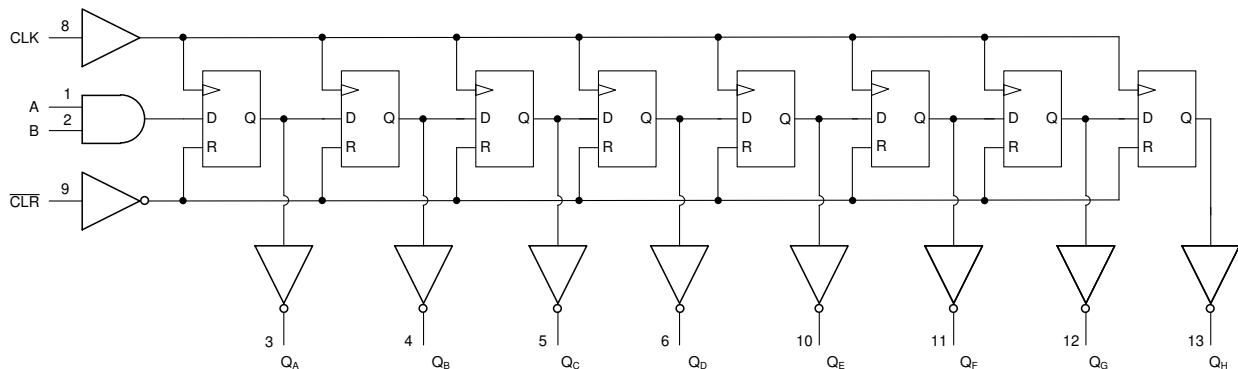 CLK 8
A 1
B 2
D Q D Q D Q D Q D Q D Q D Q D Q
R R R R R R R R
CLR 9
3 4 5 6 10 11 12 13
QA QB QC QD QE QF QG QH